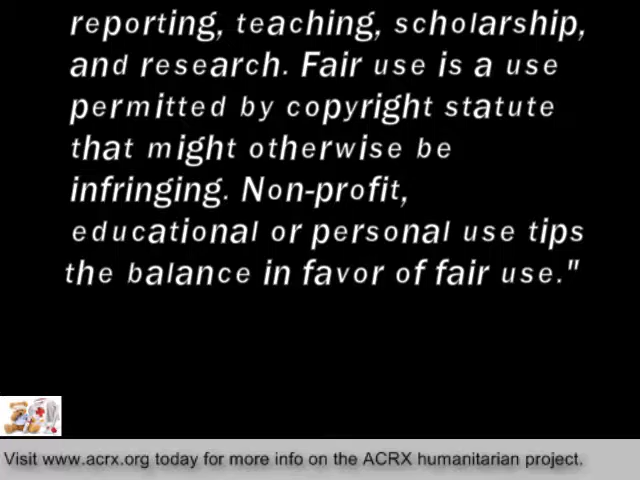 reporting, teaching, scholarship,
and research. Fair use is a use
permitted by copyright statute
that might otherwise be
infringing. Non-profit,
educational or personal use tips
the balance in favor of fair use."
Visit www.acrx.org today for more info on the ACRX humanitarian project.